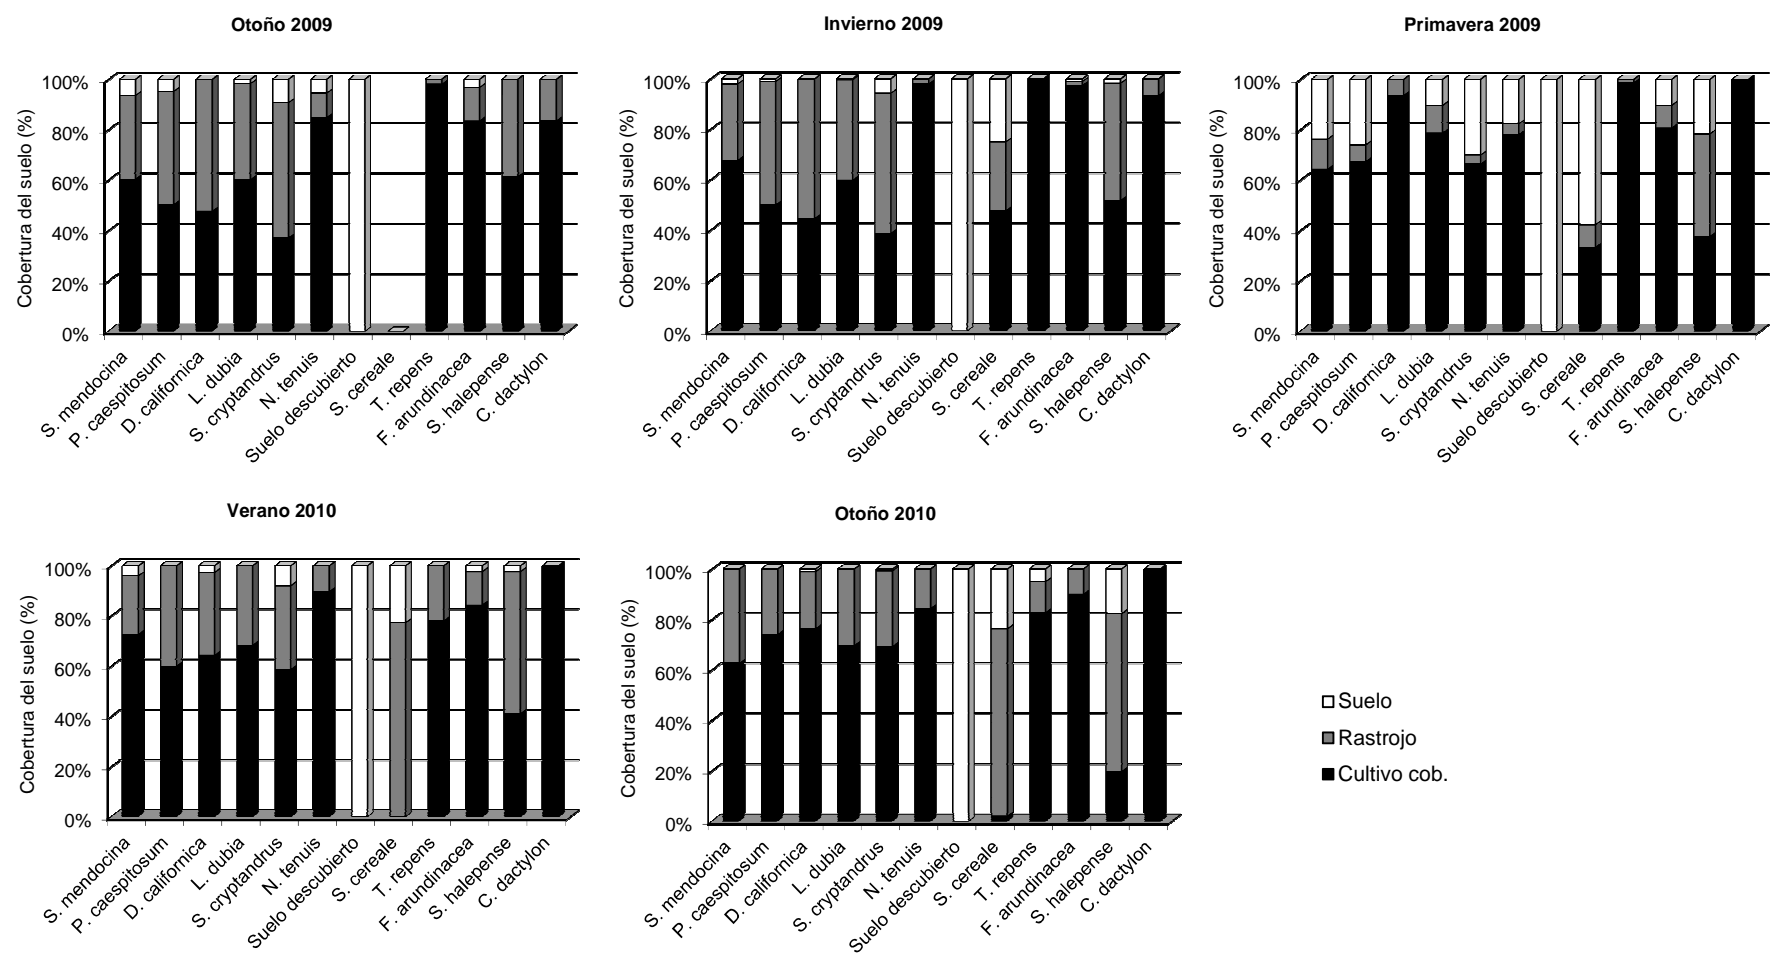 Otoño 2009
Cobertura del suelo (%)
100%
80%
60%
40%
20%
0%
S. mendocina
P. caespitosum
D. californica
L. dubia
S. cryptandrus
N. tenuis
Suelo descubierto
S. cereale
T. repens
F. arundinacea
S. halepense
C. dactylon
Invierno 2009
Cobertura del suelo (%)
100%
80%
60%
40%
20%
0%
S. mendocina
P. caespitosum
D. californica
L. dubia
S. cryptandrus
N. tenuis
Suelo descubierto
S. cereale
T. repens
F. arundinacea
S. halepense
C. dactylon
Primavera 2009
Cobertura del suelo (%)
100%
80%
60%
40%
20%
0%
S. mendocina
P. caespitosum
D. californica
L. dubia
S. cryptandrus
N. tenuis
Suelo descubierto
S. cereale
T. repens
F. arundinacea
S. halepense
C. dactylon
Verano 2010
Cobertura del suelo (%)
100%
80%
60%
40%
20%
0%
S. mendocina
P. caespitosum
D. californica
L. dubia
S. cryptandrus
N. tenuis
Suelo descubierto
S. cereale
T. repens
F. arundinacea
S. halepense
C. dactylon
Otoño 2010
Cobertura del suelo (%)
100%
80%
60%
40%
20%
0%
S. mendocina
P. caespitosum
D. californica
L. dubia
S. cryptandrus
N. tenuis
Suelo descubierto
S. cereale
T. repens
F. arundinacea
S. halepense
C. dactylon
Suelo
Rastrojo
Cultivo cob.